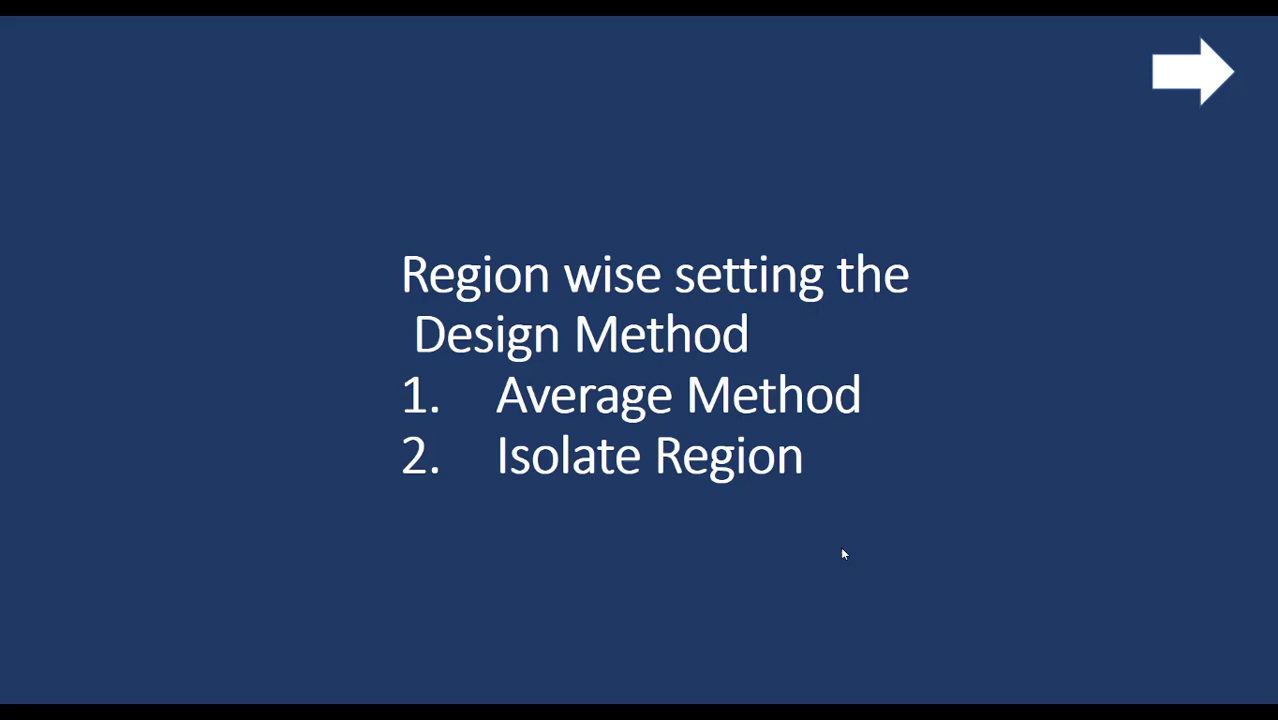 Region wise setting the
Design Method
1. Average Method
2. Isolate Region